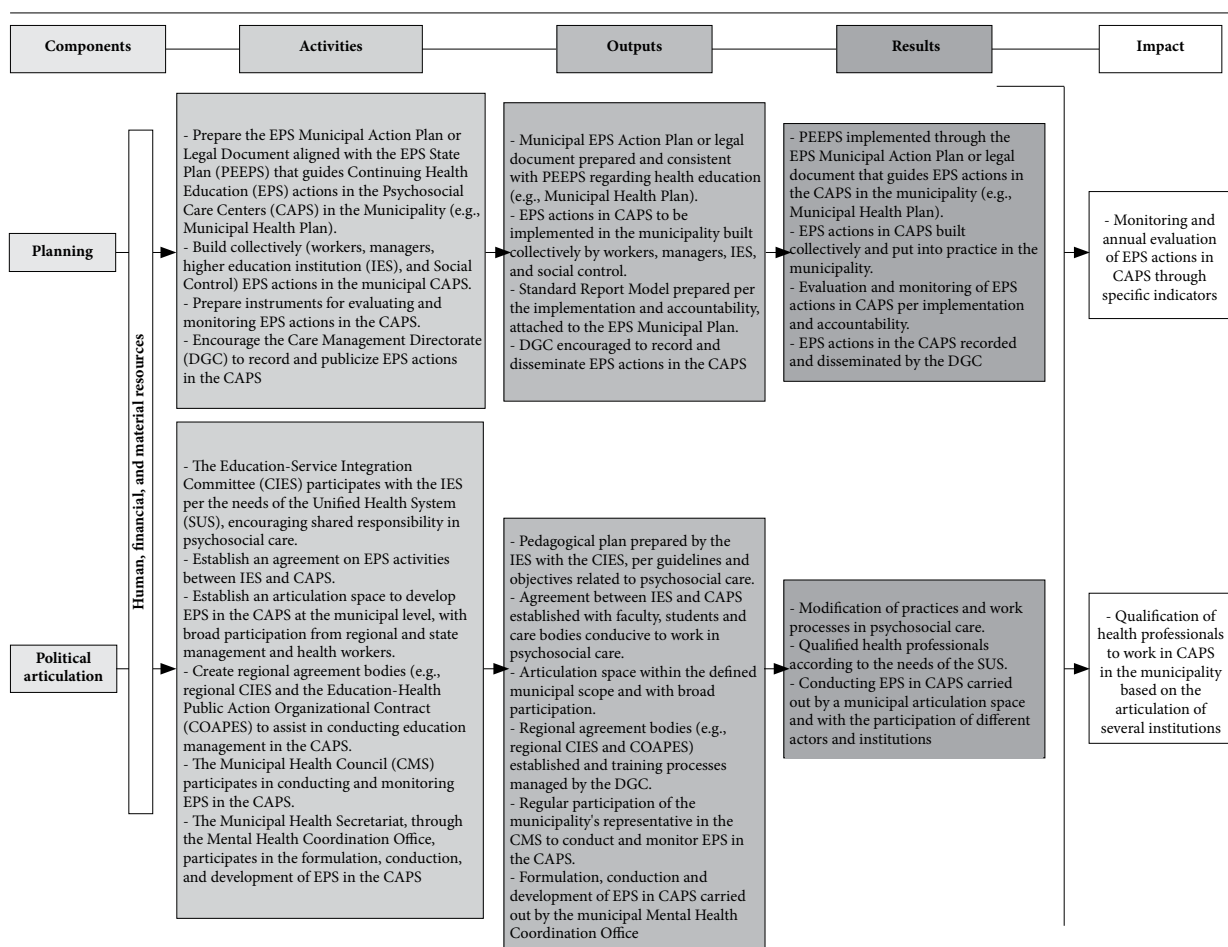 Components
Activities
Outputs
Results
Impact
Human, financial, and material resources
Planning
- Prepare the EPS Municipal Action Plan or
Legal Document aligned with the EPS State
Plan (PEEPS) that guides Continuing Health
Education (EPS) actions in the Psychosocial
Care Centers (CAPS) in the Municipality (e.g.,
Municipal Health Plan).
- Build collectively (workers, managers,
higher education institution (IES), and Social
Control) EPS actions in the municipal CAPS.
- Prepare instruments for evaluating and
monitoring EPS actions in the CAPS.
- Encourage the Care Management Directorate
(DGC) to record and publicize EPS actions
in the CAPS
- Municipal EPS Action Plan or legal
document prepared and consistent
with PEEPS regarding health education
(e.g., Municipal Health Plan).
- EPS actions in CAPS to be
implemented in the municipality built
collectively by workers, managers, IES,
and social control.
- Standard Report Model prepared per
the implementation and accountability,
attached to the EPS Municipal Plan.
- DGC encouraged to record and
disseminate EPS actions in the CAPS
- PEEPS implemented through the
EPS Municipal Action Plan or legal
document that guides EPS actions in
the CAPS in the municipality (e.g.,
Municipal Health Plan).
- EPS actions in CAPS built
collectively and put into practice in the
municipality.
- Evaluation and monitoring of EPS
actions in CAPS per implementation
and accountability.
- EPS actions in the CAPS recorded
and disseminated by the DGC
- Monitoring and
annual evaluation
of EPS actions in
CAPS through
specific indicators
Political
articulation
- The Education-Service Integration
Committee (CIES) participates with the IES
per the needs of the Unified Health System
(SUS), encouraging shared responsibility in
psychosocial care.
- Establish an agreement on EPS activities
between IES and CAPS.
- Establish an articulation space to develop
EPS in the CAPS at the municipal level, with
broad participation from regional and state
management and health workers.
- Create regional agreement bodies (e.g.,
regional CIES and the Education-Health
Public Action Organizational Contract
(COAPES) to assist in conducting education
management in the CAPS.
- The Municipal Health Council (CMS)
participates in conducting and monitoring
EPS in the CAPS.
- The Municipal Health Secretariat, through
the Mental Health Coordination Office,
participates in the formulation, conduction,
and development of EPS in the CAPS
- Pedagogical plan prepared by the
IES with the CIES, per guidelines and
objectives related to psychosocial care.
- Agreement between IES and CAPS
established with faculty, students and
care bodies conducive to work in
psychosocial care.
- Articulation space within the defined
municipal scope and with broad
participation.
- Regional agreement bodies (e.g.,
regional CIES and COAPES)
established and training processes
managed by the DGC.
- Regular participation of the
municipality's representative in the
CMS to conduct and monitor EPS in
the CAPS.
- Formulation, conduction and
development of EPS in CAPS carried
out by the municipal Mental Health
Coordination Office
- Modification of practices and work
processes in psychosocial care.
- Qualified health professionals
according to the needs of the SUS.
- Conducting EPS in CAPS carried
out by a municipal articulation space
and with the participation of different
actors and institutions
- Qualification of
health professionals
to work in CAPS
in the municipality
based on the
articulation of
several institutions